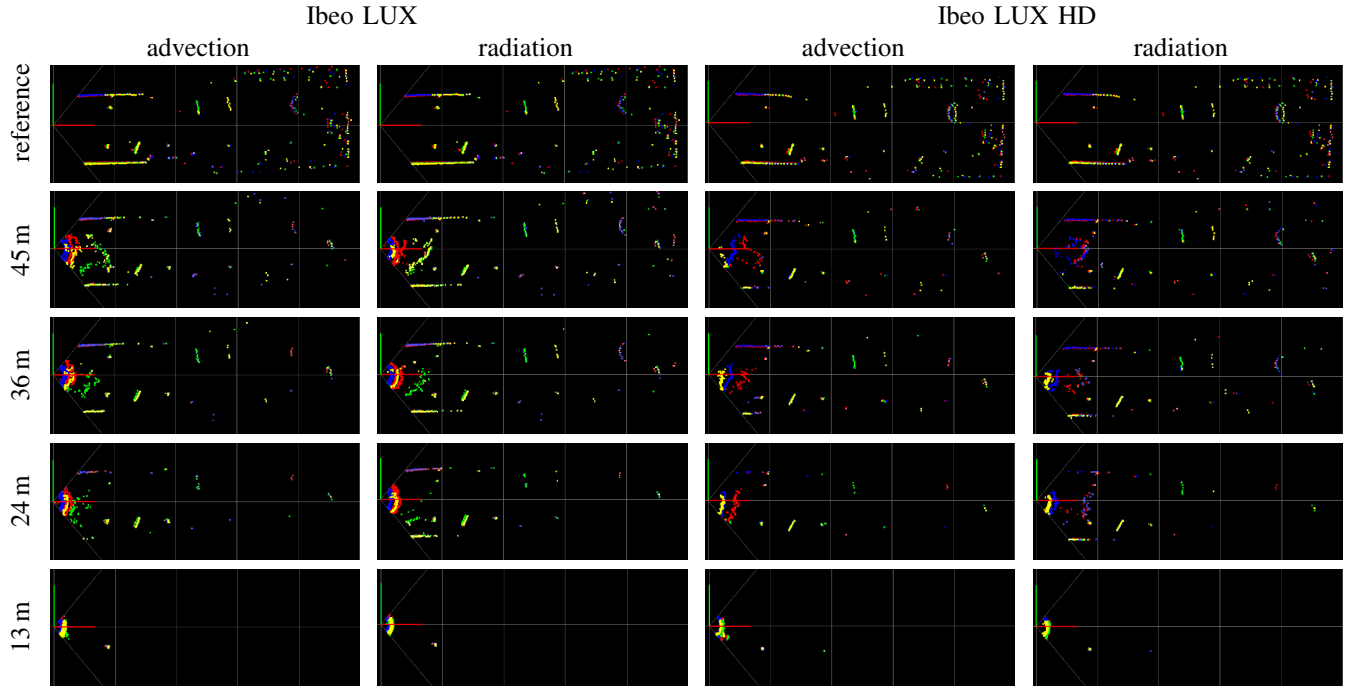 Ibeo LUX Ibeo LUX HD
advection radiation advection radiation
reference
45 m
36 m
24 m
13 m